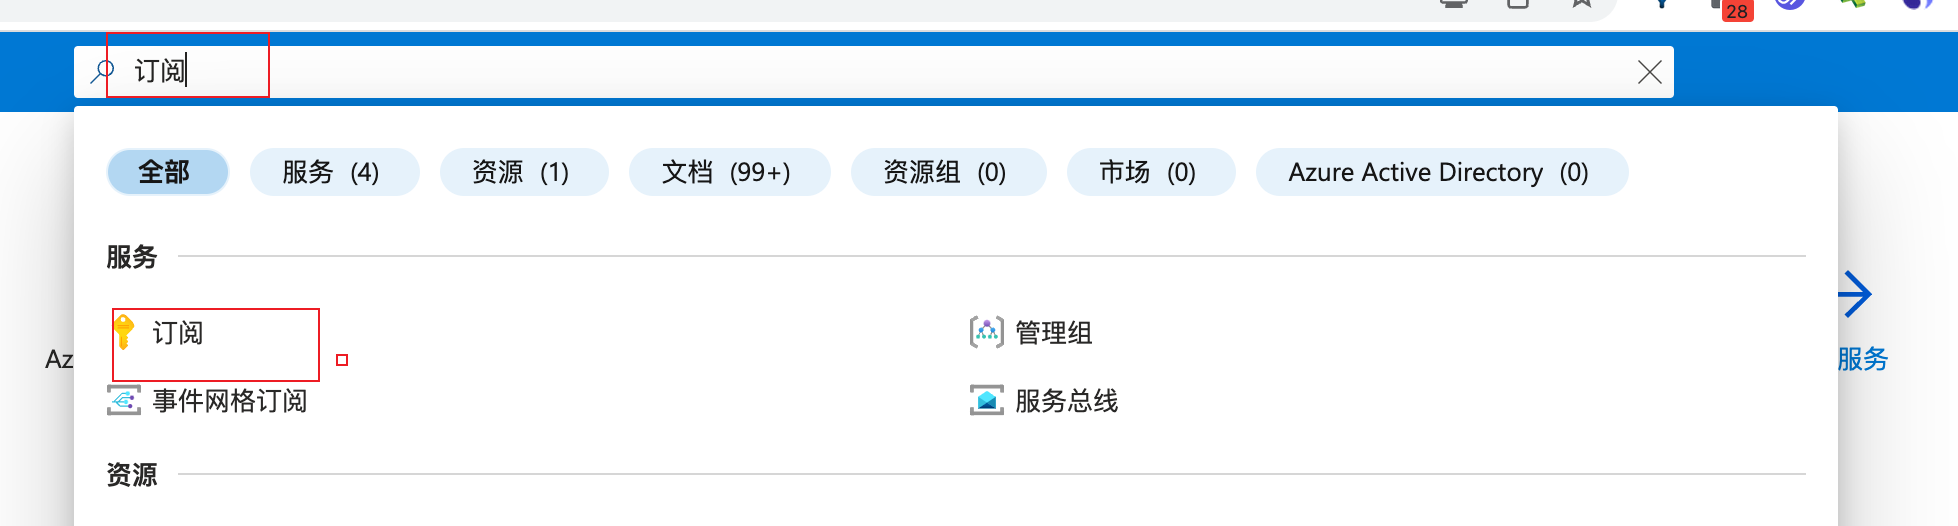 28
订阅
全部 服务 (4) 资源 (1) 文档 (99+) 资源组 (0) 市场 (0) Azure Active Directory (0)
服务
订阅 管理组
Az 服务
事件网格订阅 服务总线
资源